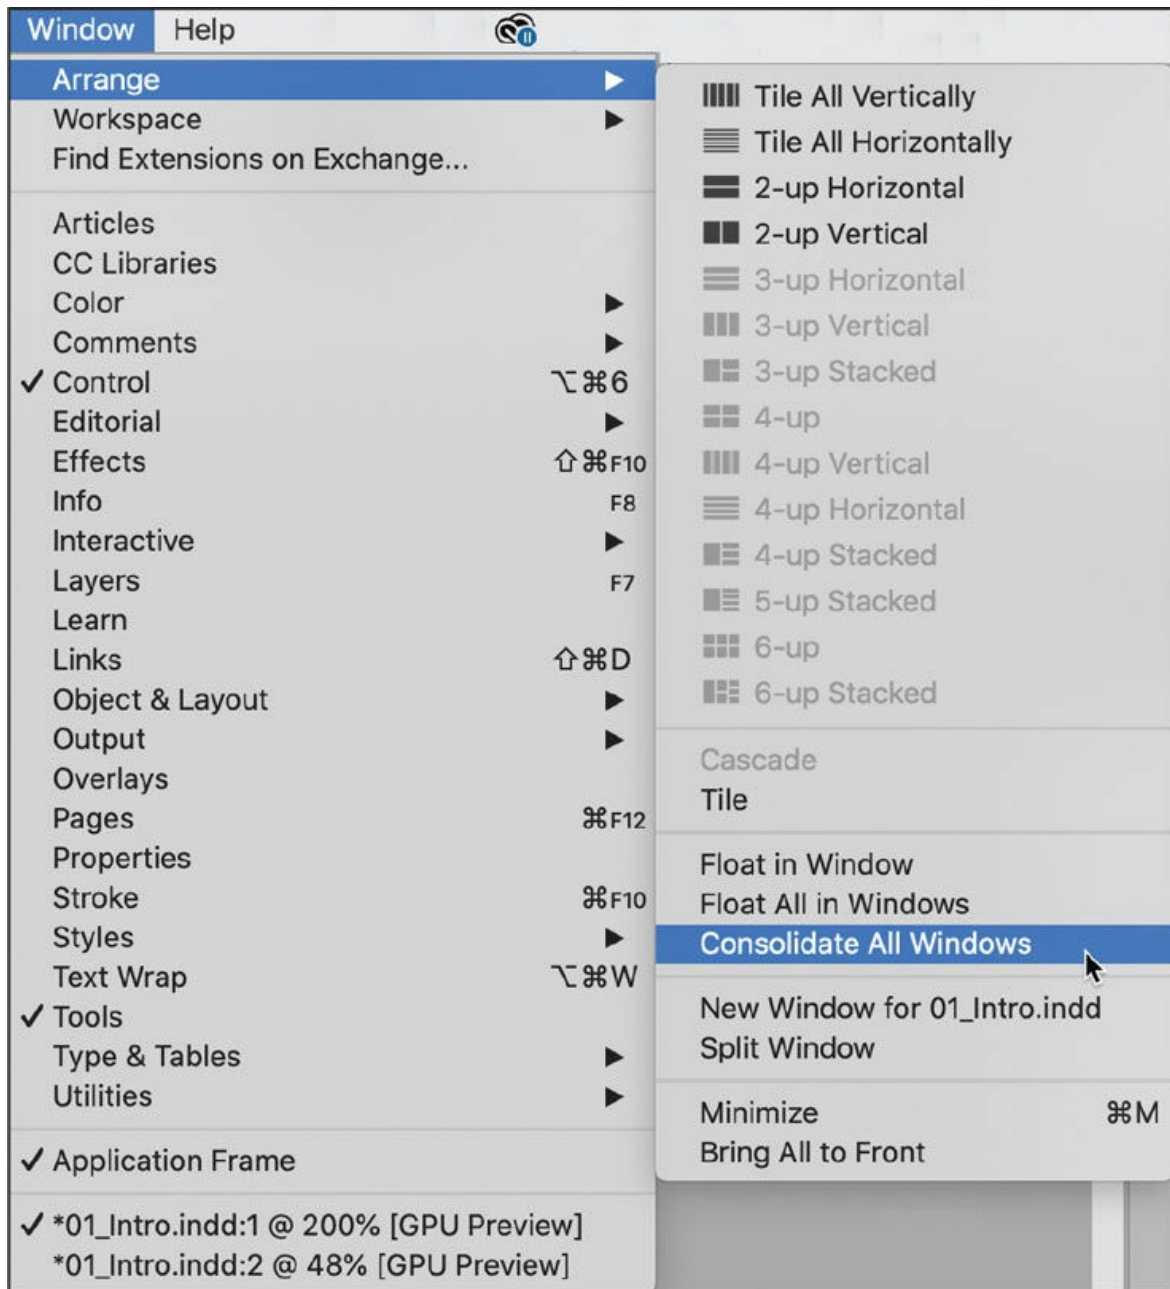 Window Help
Arrange
Workspace
Find Extensions on Exchange...
Articles
CC Libraries
Color
Comments
✓ Control ⌥⌘6
Editorial
Effects ⇧⌘F10
Info F8
Interactive
Layers F7
Learn
Links ⇧⌘D
Object & Layout
Output
Overlays
Pages ⌘F12
Properties
Stroke ⌘F10
Styles
Text Wrap ⌥⌘W
✓ Tools
Type & Tables
Utilities
✓ Application Frame
✓ *01_Intro.indd:1 @ 200% [GPU Preview]
*01_Intro.indd:2 @ 48% [GPU Preview]
Tile All Vertically
Tile All Horizontally
2-up Horizontal
2-up Vertical
3-up Horizontal
3-up Vertical
3-up Stacked
4-up
4-up Vertical
4-up Horizontal
4-up Stacked
5-up Stacked
6-up
6-up Stacked
Cascade
Tile
Float in Window
Float All in Windows
Consolidate All Windows
New Window for 01_Intro.indd
Split Window
Minimize ⌘M
Bring All to Front